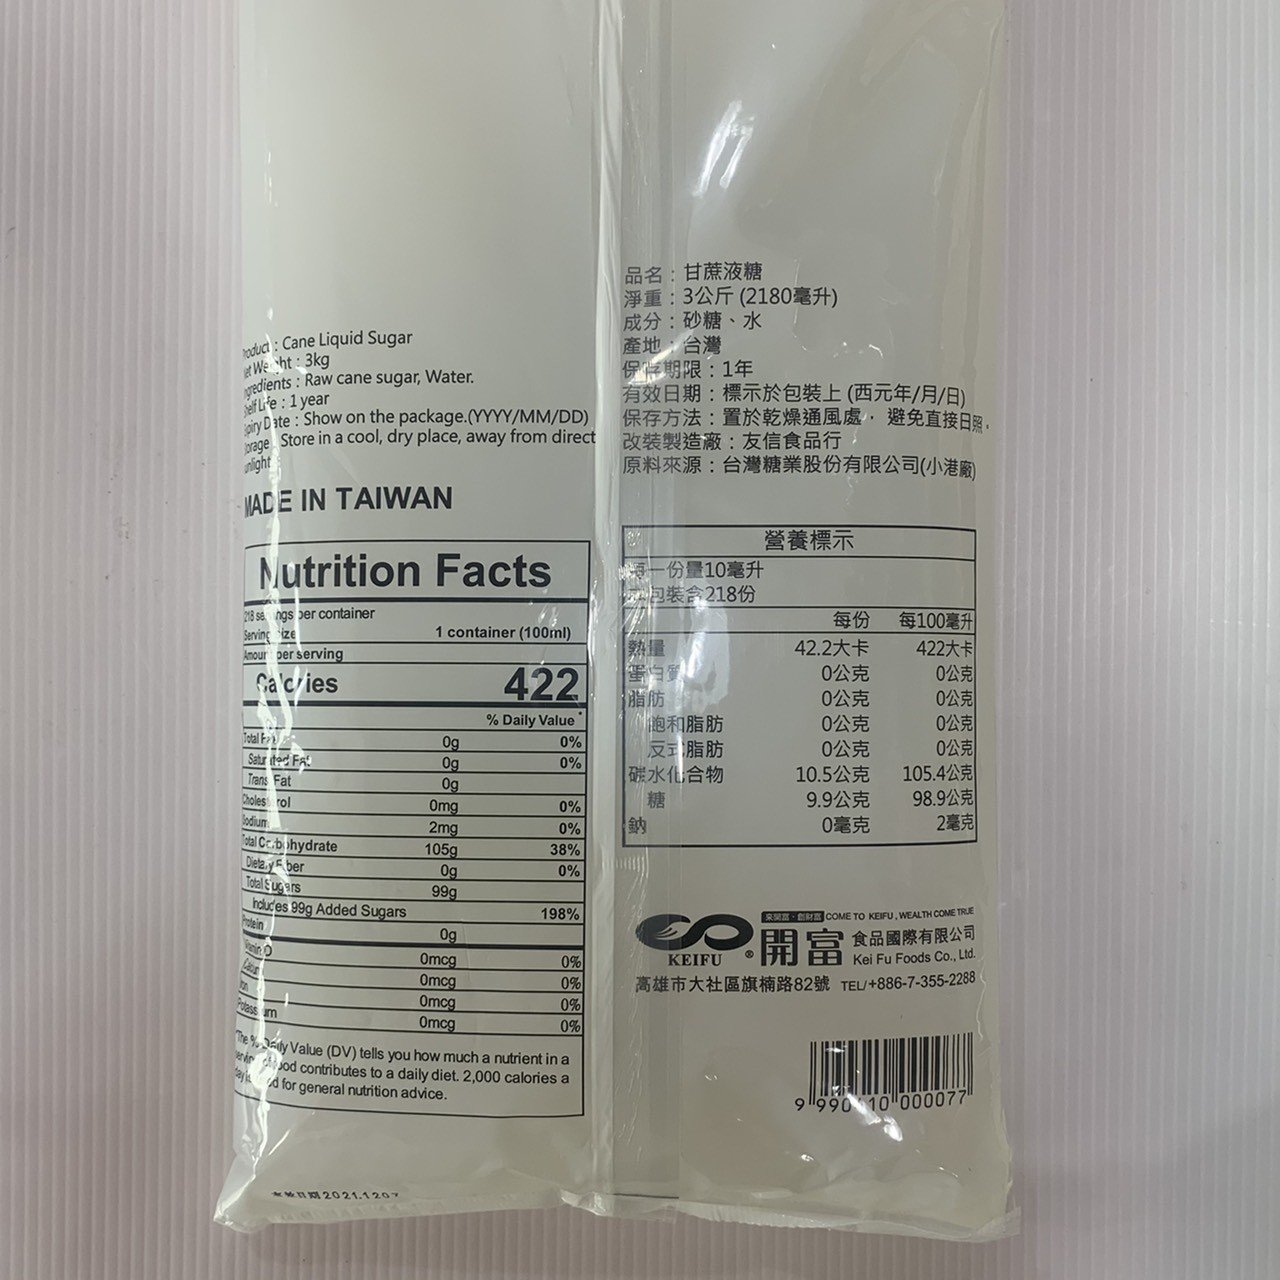 Product : Cane Liquid Sugar
Net Weight : 3kg
Ingredients : Raw cane sugar, Water.
Shelf Life : 1 year
Expiry Date : Show on the package.(YYYY/MM/DD)
Storage : Store in a cool, dry place, away from direct
sunlight
MADE IN TAIWAN
Nutrition Facts
218 servings per container
Serving size 1 container (100ml)
Amount per serving
Calories 422
% Daily Value *
Total Fat 0g 0%
Saturated Fat 0g 0%
Trans Fat 0g
Cholesterol 0mg 0%
Sodium 2mg 0%
Total Carbohydrate 105g 38%
Dietary Fiber 0g 0%
Total Sugars 99g
Includes 99g Added Sugars 198%
Protein 0g
Vitamin D 0mcg 0%
Calcium 0mcg 0%
Iron 0mcg 0%
Potassium 0mcg 0%
*The % Daily Value (DV) tells you how much a nutrient in a
serving of food contributes to a daily diet. 2,000 calories a
day is used for general nutrition advice.
2021.1207
品名：甘蔗液糖
淨重：3公斤 (2180毫升)
成分：砂糖、水
產地：台灣
保存期限：1年
有效日期：標示於包裝上 (西元年/月/日)
保存方法：置於乾燥通風處， 避免直接日照。
改裝製造廠：友信食品行
原料來源：台灣糖業股份有限公司(小港廠)
營養標示
每一份量10毫升
本包裝含218份
每份 每100毫升
熱量 42.2大卡 422大卡
蛋白質 0公克 0公克
脂肪 0公克 0公克
飽和脂肪 0公克 0公克
反式脂肪 0公克 0公克
碳水化合物 10.5公克 105.4公克
糖 9.9公克 98.9公克
鈉 0毫克 2毫克
來開富・創財富 COME TO KEIFU , WEALTH COME TRUE
KEIFU ® 開富 食品國際有限公司
Kei Fu Foods Co., Ltd.
高雄市大社區旗楠路82號 TEL/+886-7-355-2288
9 990010 000077